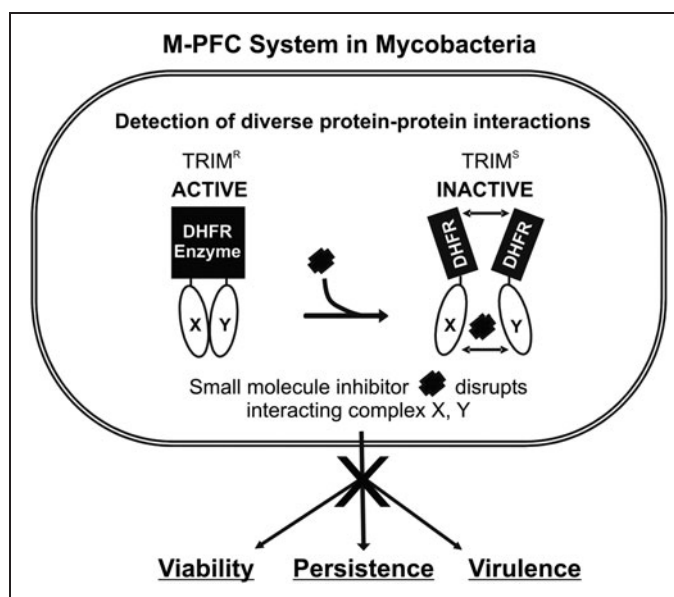 M-PFC System in Mycobacteria
Detection of diverse protein-protein interactions
TRIMᴿ
ACTIVE
DHFR
Enzyme
X Y
TRIMˢ
INACTIVE
DHFR
DHFR
X Y
Small molecule inhibitor disrupts
interacting complex X, Y
Viability Persistence Virulence